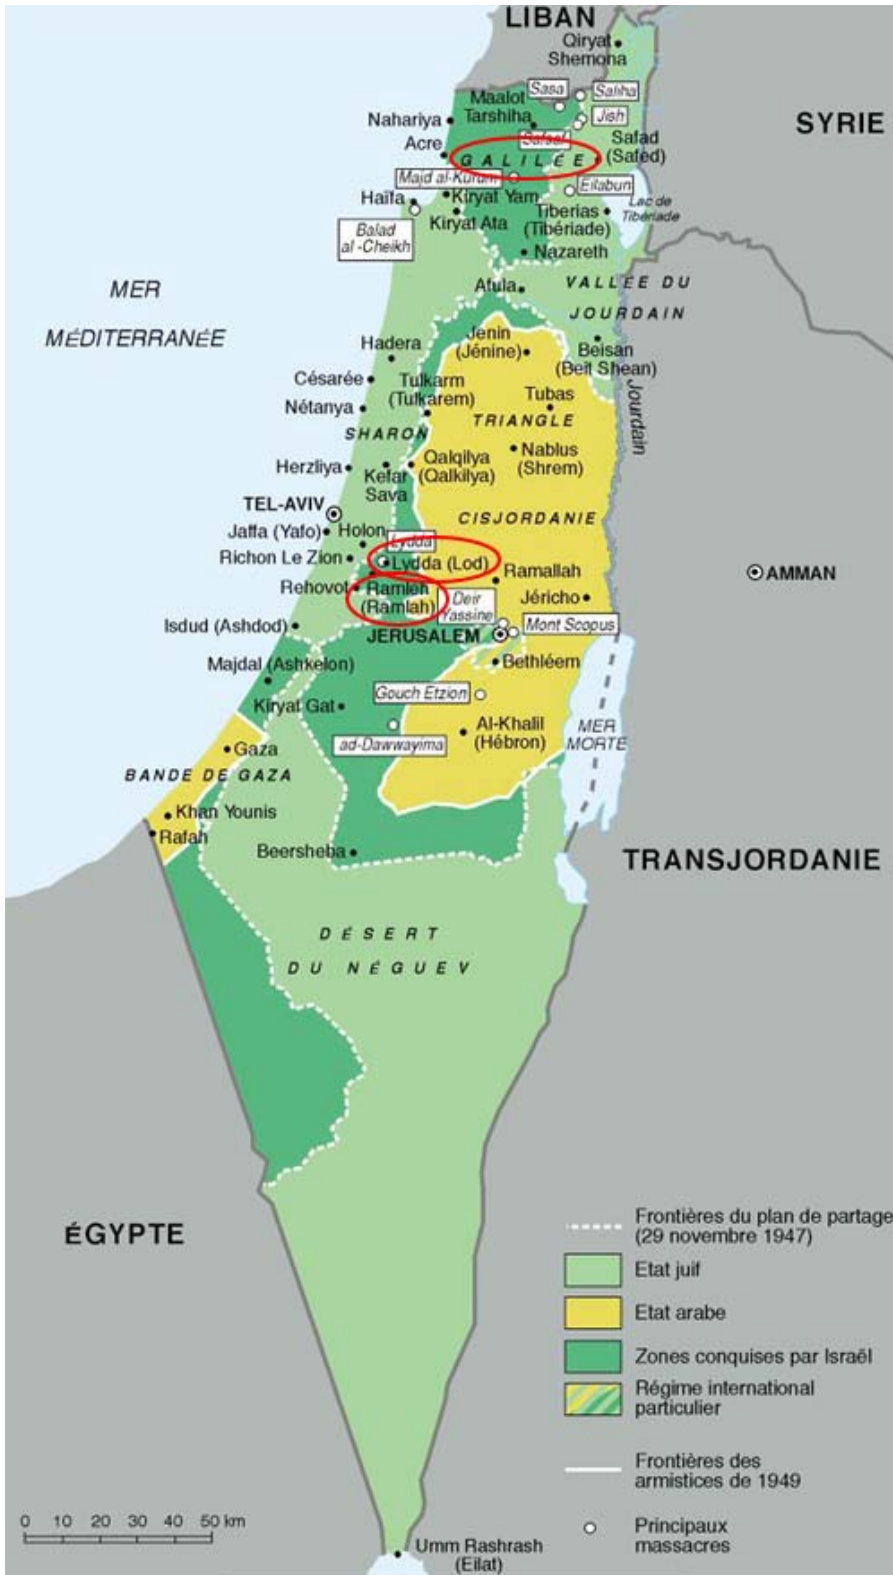 LIBAN
Qiryat
Shemona
Sasa
Saliha
Maalot
Tarshiha
Jish
SYRIE
Nahariya
Safsaf
Safad
(Safed)
Acre
GALILÉE
Majd al-Kurum
Eilabun
Haïfa
Kiryat Yam
Lac de
Tibériade
Kiryat Ata
Tiberias
(Tibériade)
Balad
al -Cheikh
Nazareth
MER
MÉDITERRANÉE
Afula
VALLÉE DU
JOURDAIN
Hadera
Jenin
(Jénine)
Beisan
(Beit Shean)
Césarée
Tulkarm
(Tulkarem)
Tubas
Jourdain
Nétanya
TRIANGLE
SHARON
Nablus
(Shrem)
Herzliya
Kefar
Sava
Qalqilya
(Qalkilya)
TEL-AVIV
CISJORDANIE
Jaffa (Yafo)
Holon
Lydda
Richon Le Zion
Lydda (Lod)
AMMAN
Rehovot
Ramleh
(Ramlah)
Ramallah
Deir
Yassine
Jéricho
Isdud (Ashdod)
JERUSALEM
Mont Scopus
Majdal (Ashkelon)
Bethléem
Kiryat Gat
Gouch Etzion
ad-Dawwayima
Al-Khalil
(Hébron)
MER
MORTE
Gaza
BANDE DE GAZA
Khan Younis
Rafah
Beersheba
TRANSJORDANIE
DÉSERT
DU NÉGUEV
ÉGYPTE
Frontières du plan de partage
(29 novembre 1947)
Etat juif
Etat arabe
Zones conquises par Israël
Régime international
particulier
Frontières des
armistices de 1949
Principaux
massacres
0 10 20 30 40 50 km
Umm Rashrash
(Eilat)